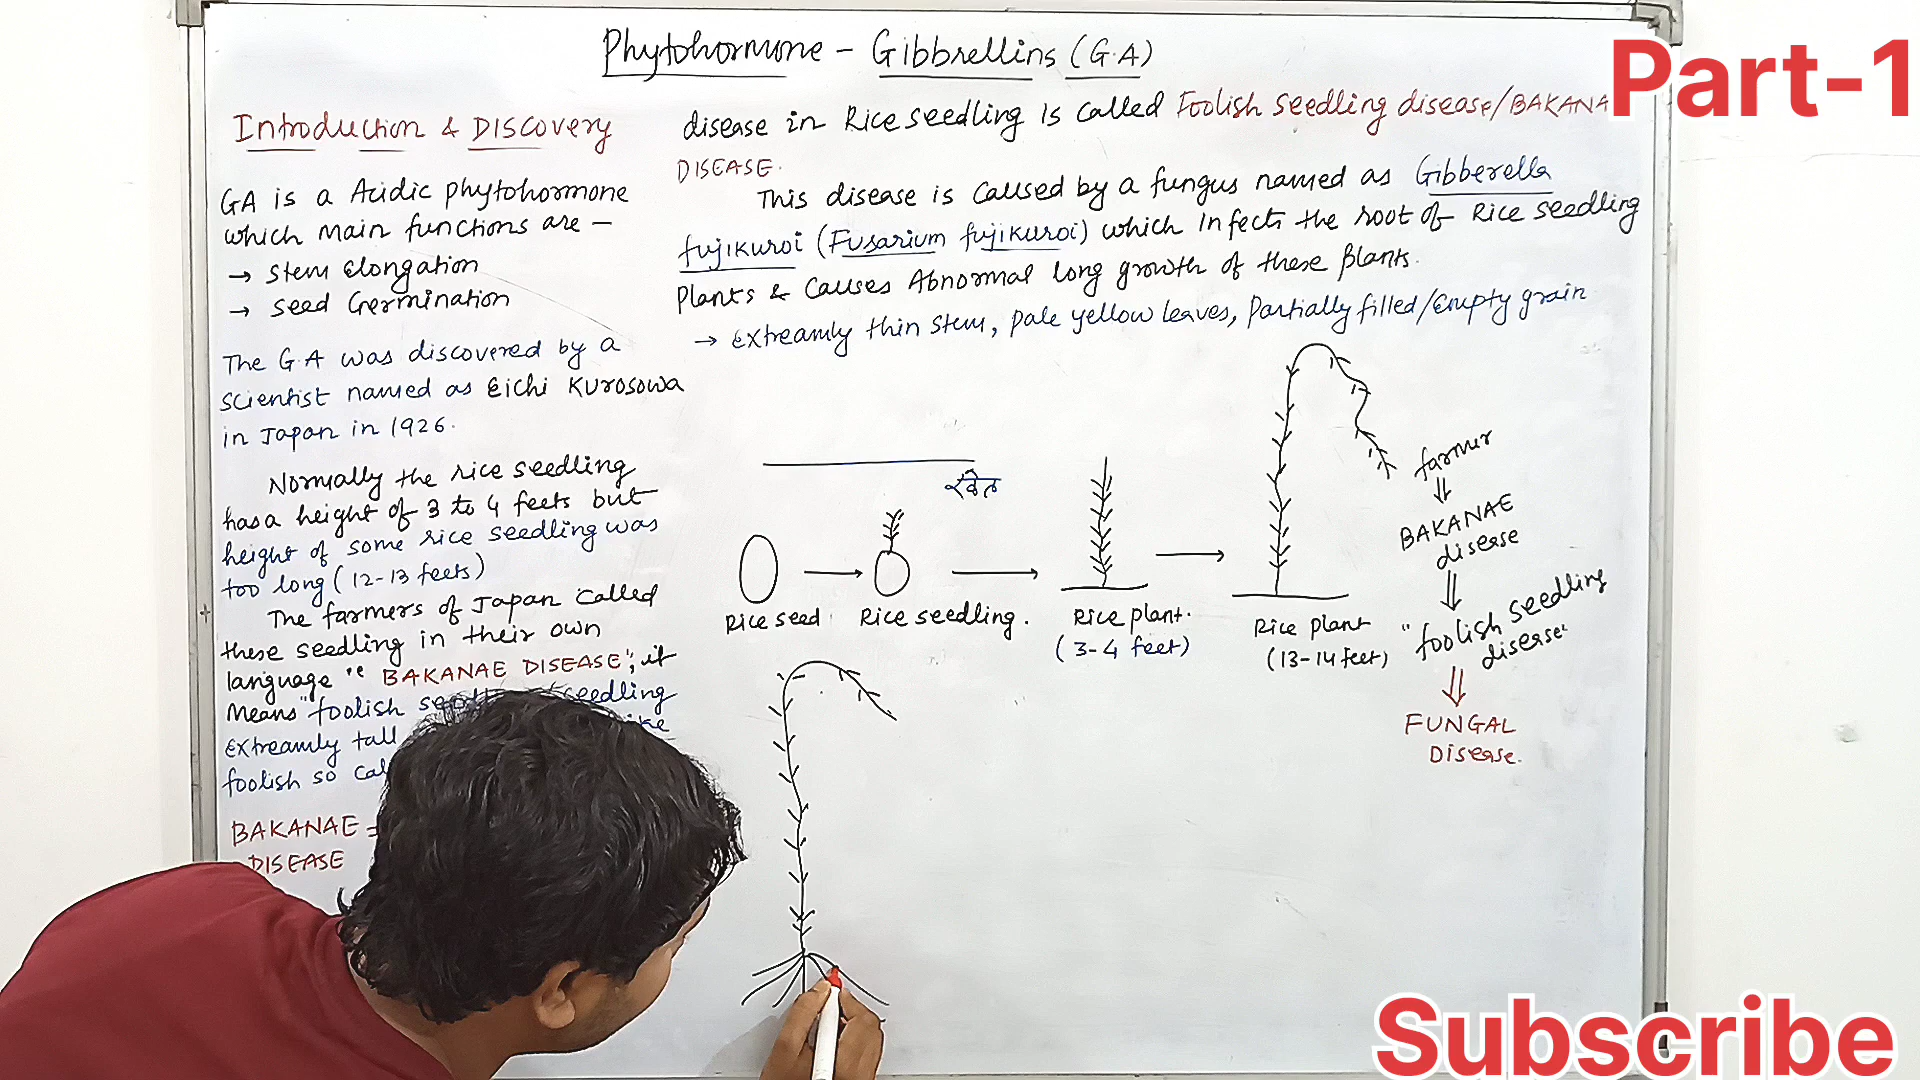 Phytohormone - Gibbrellins (G.A)
Part-1
Introduction & DISCOVERY
GA is a Acidic phytohormone
which main functions are -
→ Stem Elongation
→ Seed Germination
The G.A was discovered by a
scientist named as Eichi Kurosowa
in Japan in 1926.
Normally the rice seedling
has a height of 3 to 4 feets but
height of some rice seedling was
too long (12-13 feets)
The farmers of Japan called
these seedling in their own
language "BAKANAE DISEASE", it
Means "foolish seedling
Extreamly tall
foolish so
BAKANAE =
DISEASE
disease in Rice seedling is called Foolish seedling disease/BAKANA
DISEASE.
This disease is caused by a fungus named as Gibberella
fujikuroi (Fusarium fujikuroi) which Infects the root of Rice seedling
Plants & Causes Abnormal long growth of these plants.
→ Extreamly thin stem, pale yellow leaves, Partially filled/Empty grain
Rice seed
Rice seedling.
Rice plant.
(3-4 feet)
Rice plant
(13-14 feet)
farmer
⇓
BAKANAE
disease
⇓
"foolish seedling
disease"
⇓
FUNGAL
Disease.
Subscribe